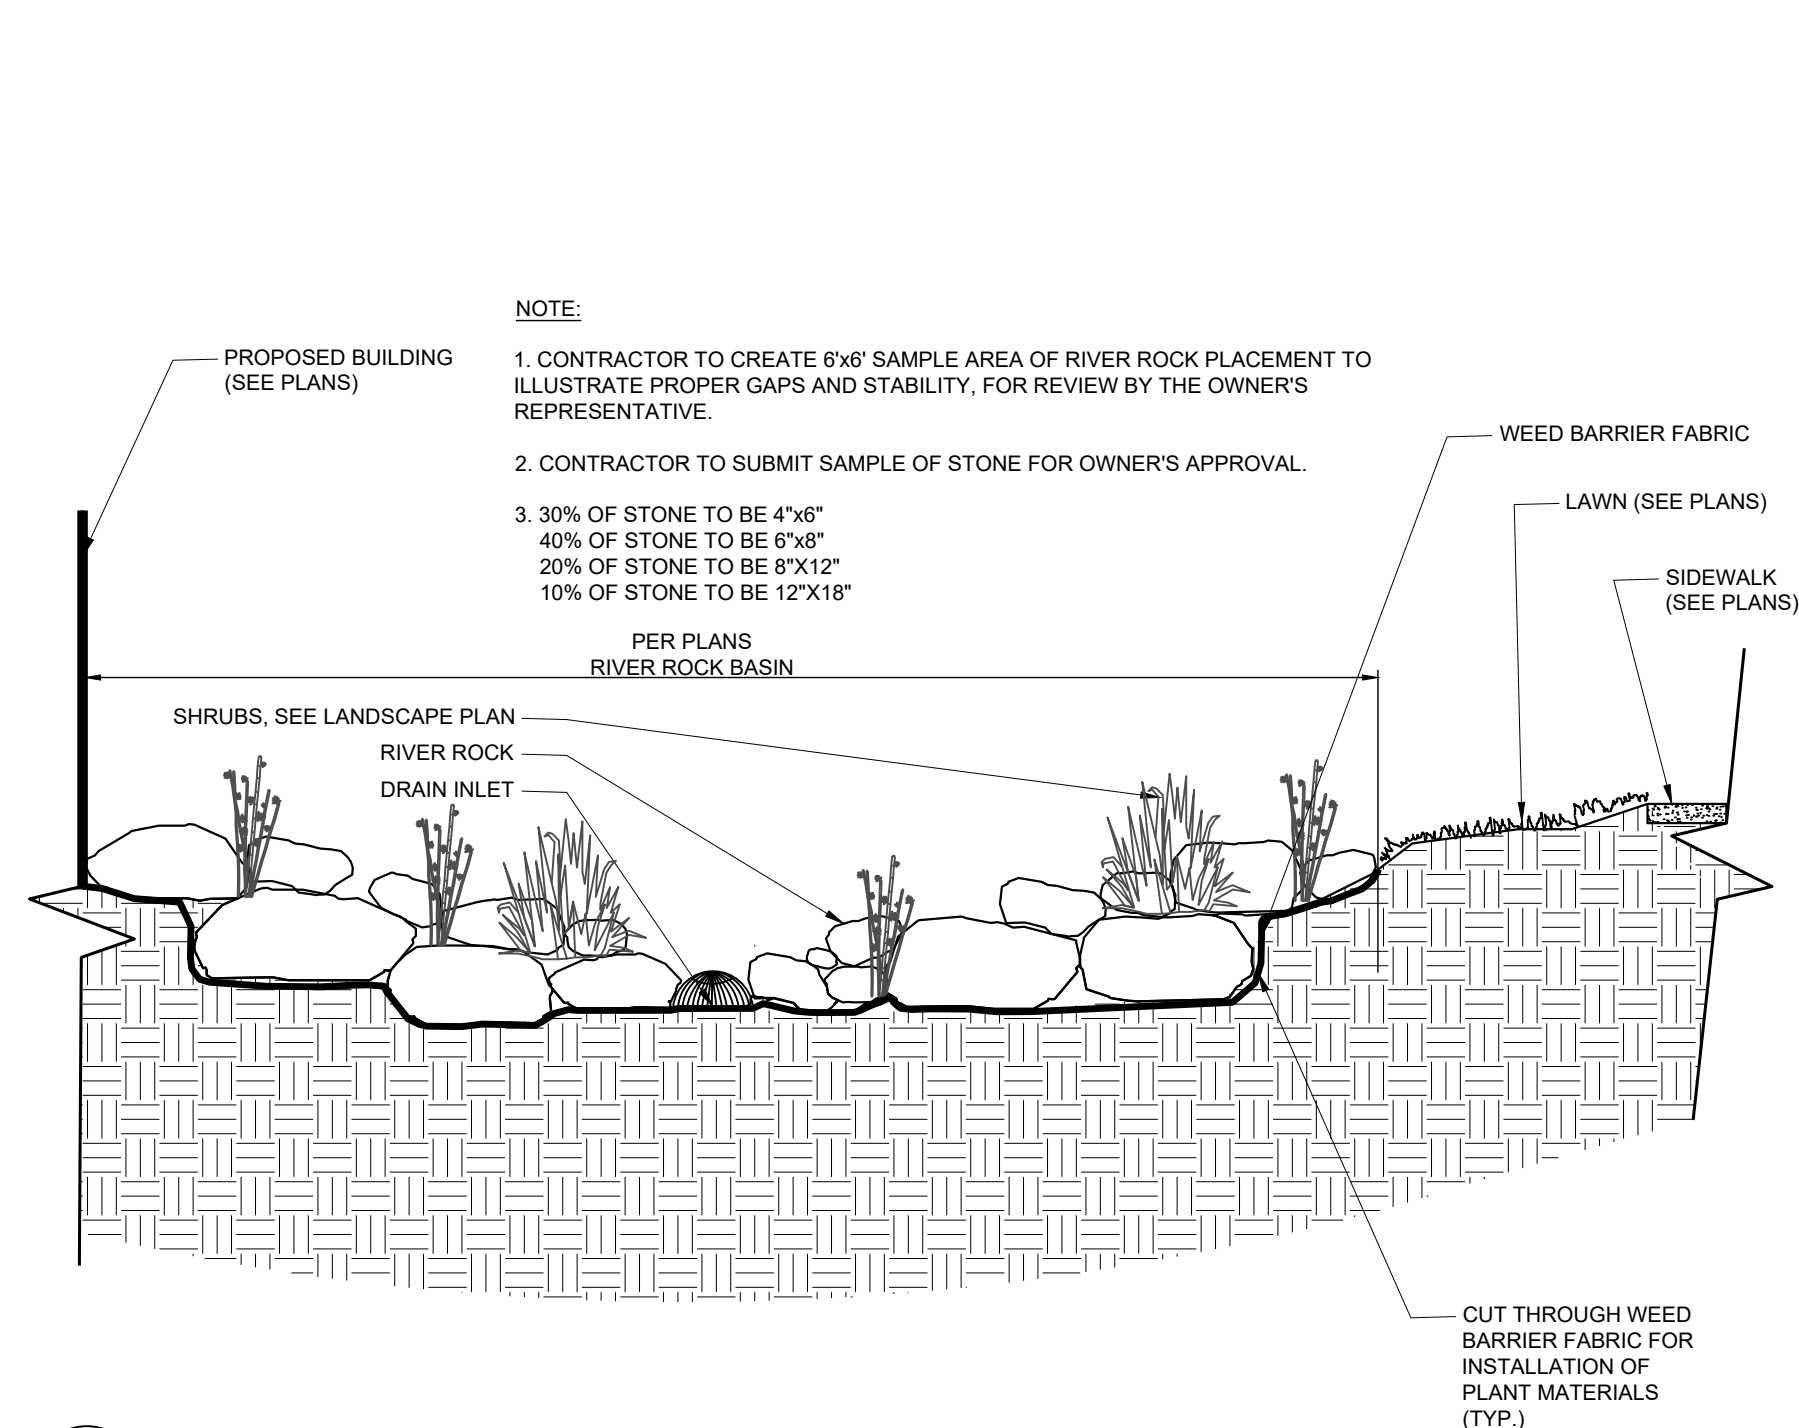 NOTE:
1. CONTRACTOR TO CREATE 6'x6' SAMPLE AREA OF RIVER ROCK PLACEMENT TO
ILLUSTRATE PROPER GAPS AND STABILITY, FOR REVIEW BY THE OWNER'S
REPRESENTATIVE.
2. CONTRACTOR TO SUBMIT SAMPLE OF STONE FOR OWNER'S APPROVAL.
3. 30% OF STONE TO BE 4"x6"
40% OF STONE TO BE 6"x8"
20% OF STONE TO BE 8"X12"
10% OF STONE TO BE 12"X18"
PROPOSED BUILDING
(SEE PLANS)
WEED BARRIER FABRIC
LAWN (SEE PLANS)
SIDEWALK
(SEE PLANS)
PER PLANS
RIVER ROCK BASIN
SHRUBS, SEE LANDSCAPE PLAN
RIVER ROCK
DRAIN INLET
CUT THROUGH WEED
BARRIER FABRIC FOR
INSTALLATION OF
PLANT MATERIALS
(TYP.)